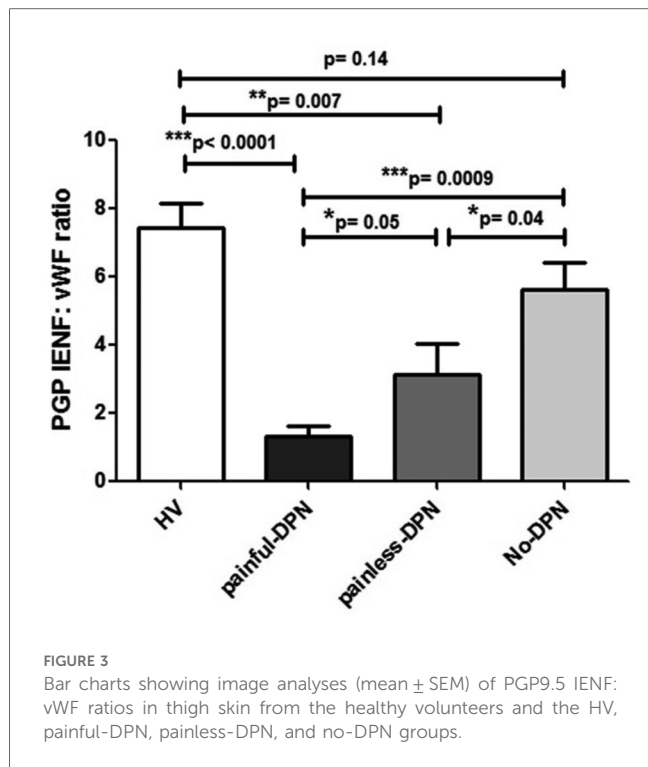 p= 0.14
**p= 0.007
***p< 0.0001
***p= 0.0009
*p= 0.05
*p= 0.04
PGP IENF: vWF ratio
10
8
6
4
2
0
HV
painful-DPN
painless-DPN
No-DPN
FIGURE 3
Bar charts showing image analyses (mean ± SEM) of PGP9.5 IENF:
vWF ratios in thigh skin from the healthy volunteers and the HV,
painful-DPN, painless-DPN, and no-DPN groups.